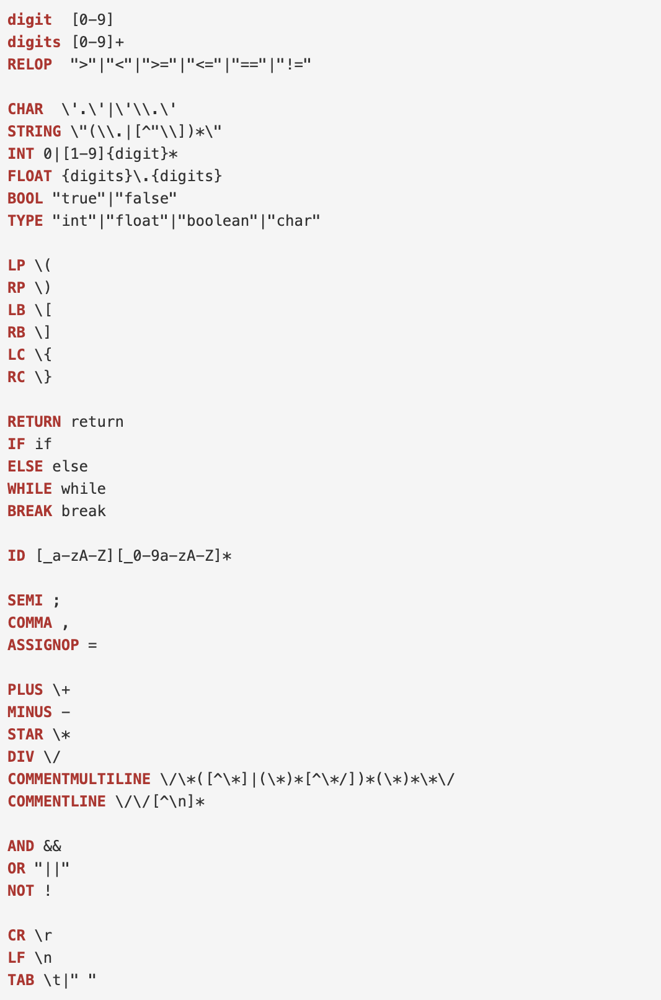 digit  [0-9]
digits [0-9]+
RELOP  ">"|"<"|">="|"<="|"=="|"!="
CHAR  \'.\'|\'\\.\'
STRING \"(\\.|[^"\\])*\"
INT 0|[1-9]{digit}*
FLOAT {digits}\.{digits}
BOOL "true"|"false"
TYPE "int"|"float"|"boolean"|"char"
LP \(
RP \)
LB \[
RB \]
LC \{
RC \}
RETURN return
IF if
ELSE else
WHILE while
BREAK break
ID [_a-zA-Z][_0-9a-zA-Z]*
SEMI ;
COMMA ,
ASSIGNOP =
PLUS \+
MINUS -
STAR \*
DIV \/
COMMENTMULTILINE \/\*([^\*]|(\*)*[^\*/])*(\*)*\*\/
COMMENTLINE \/\/[^\n]*
AND &&
OR "||"
NOT !
CR \r
LF \n
TAB \t|" "